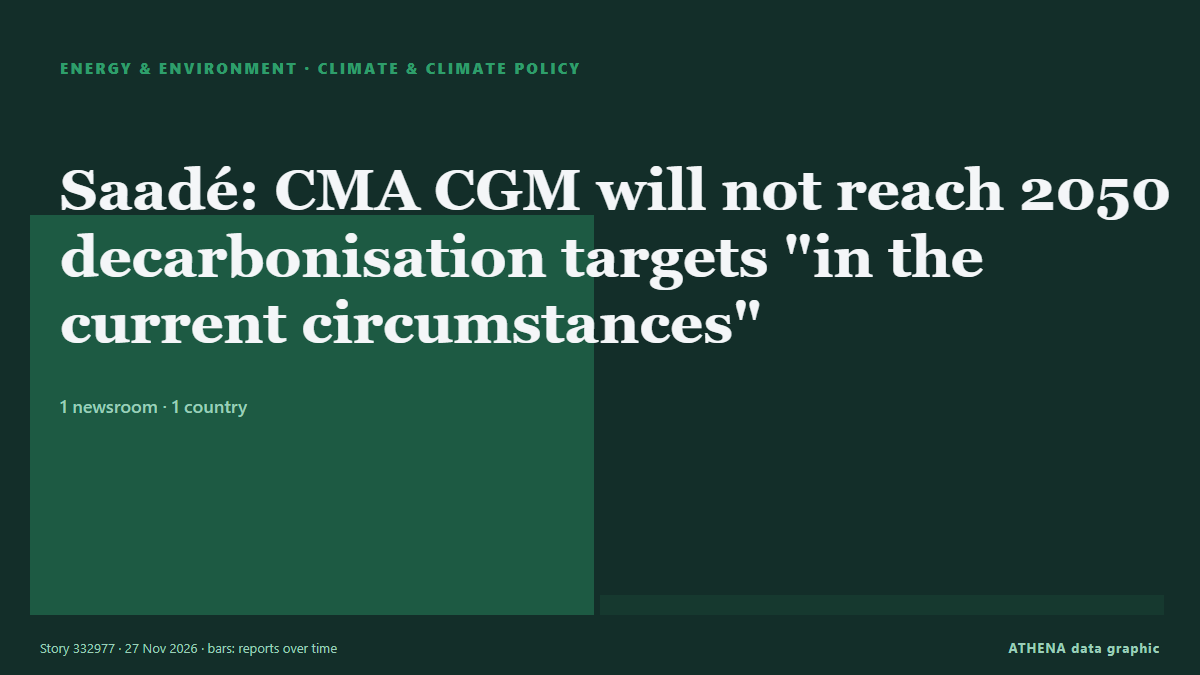 ENERGY & ENVIRONMENT · CLIMATE & CLIMATE POLICY
Saadé: CMA CGM will not reach 2050
decarbonisation targets "in the
current circumstances"
1 newsroom · 1 country
Story 332977 · 27 Nov 2026 · bars: reports over time
ATHENA data graphic